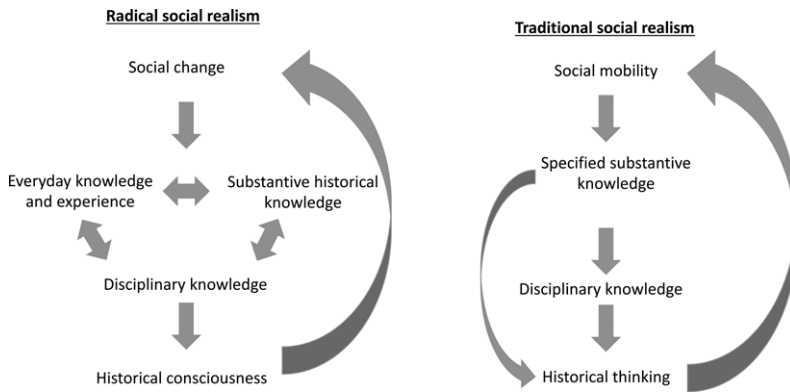 Radical social realism
Social change
Everyday knowledge
and experience
Substantive historical
knowledge
Disciplinary knowledge
Historical consciousness
Traditional social realism
Social mobility
Specified substantive
knowledge
Disciplinary knowledge
Historical thinking